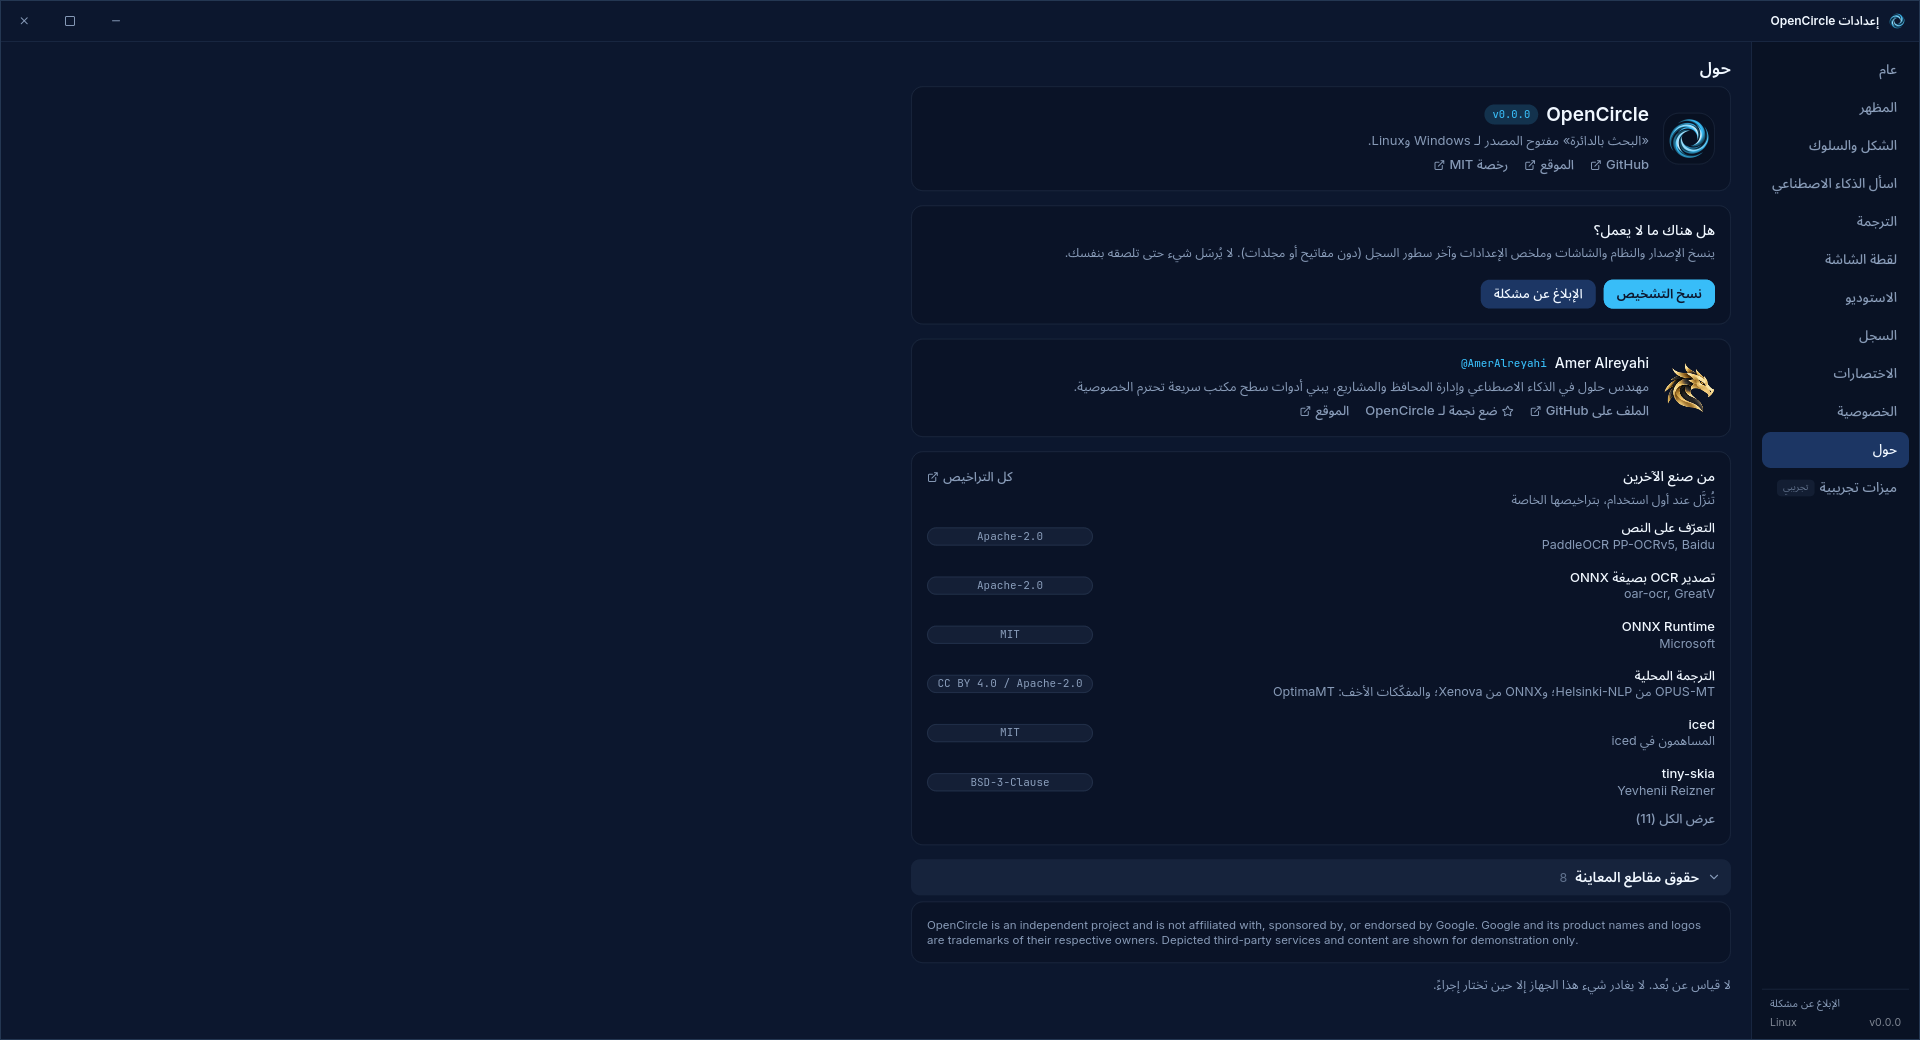 إعدادات OpenCircle
عام
المظهر
الشكل والسلوك
اسأل الذكاء الاصطناعي
الترجمة
لقطة الشاشة
الاستوديو
السجل
الاختصارات
الخصوصية
حول
ميزات تجريبية تجريبي
الإبلاغ عن مشكلة
v0.0.0 Linux
حول
OpenCircle v0.0.0
«البحث بالدائرة» مفتوح المصدر لـ Windows وLinux.
GitHub الموقع رخصة MIT
هل هناك ما لا يعمل؟
ينسخ الإصدار والنظام والشاشات وملخص الإعدادات وآخر سطور السجل (دون مفاتيح أو مجلدات). لا يُرسَل شيء حتى تلصقه بنفسك.
نسخ التشخيص الإبلاغ عن مشكلة
Amer Alreyahi @AmerAlreyahi
مهندس حلول في الذكاء الاصطناعي وإدارة المحافظ والمشاريع، يبني أدوات سطح مكتب سريعة تحترم الخصوصية.
الملف على GitHub ضع نجمة لـ OpenCircle الموقع
من صنع الآخرين كل التراخيص
تُنزَّل عند أول استخدام، بتراخيصها الخاصة
التعرّف على النص
PaddleOCR PP-OCRv5, Baidu
Apache-2.0
تصدير OCR بصيغة ONNX
oar-ocr, GreatV
Apache-2.0
ONNX Runtime
Microsoft
MIT
الترجمة المحلية
OPUS-MT من Helsinki-NLP؛ وONNX من Xenova؛ والمفكّكات الأخف: OptimaMT
CC BY 4.0 / Apache-2.0
iced
المساهمون في iced
MIT
tiny-skia
Yevhenii Reizner
BSD-3-Clause
عرض الكل (11)
حقوق مقاطع المعاينة 8
OpenCircle is an independent project and is not affiliated with, sponsored by, or endorsed by Google. Google and its product names and logos
are trademarks of their respective owners. Depicted third-party services and content are shown for demonstration only.
لا قياس عن بُعد. لا يغادر شيء هذا الجهاز إلا حين تختار إجراءً.